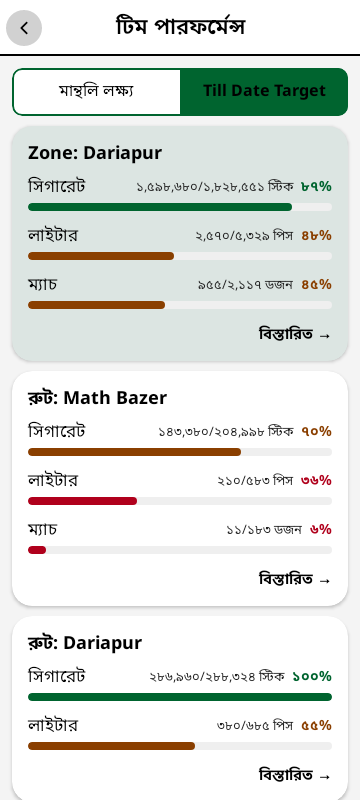 টিম পারফর্মেন্স
মান্থলি লক্ষ্য
Till Date Target
Zone: Dariapur
সিগারেট ১,৫৯৮,৬৮০/১,৮২৮,৫৫১ স্টিক ৮৭%
লাইটার ২,৫৭০/৫,৩২৯ পিস ৪৮%
ম্যাচ ৯৫৫/২,১১৭ ডজন ৪৫%
বিস্তারিত →
রুট: Math Bazer
সিগারেট ১৪৩,৩৮০/২০৪,৯৯৮ স্টিক ৭০%
লাইটার ২১০/৫৮৩ পিস ৩৬%
ম্যাচ ১১/১৮৩ ডজন ৬%
বিস্তারিত →
রুট: Dariapur
সিগারেট ২৮৬,৯৬০/২৮৮,৩২৪ স্টিক ১০০%
লাইটার ৩৮০/৬৮৫ পিস ৫৫%
বিস্তারিত →